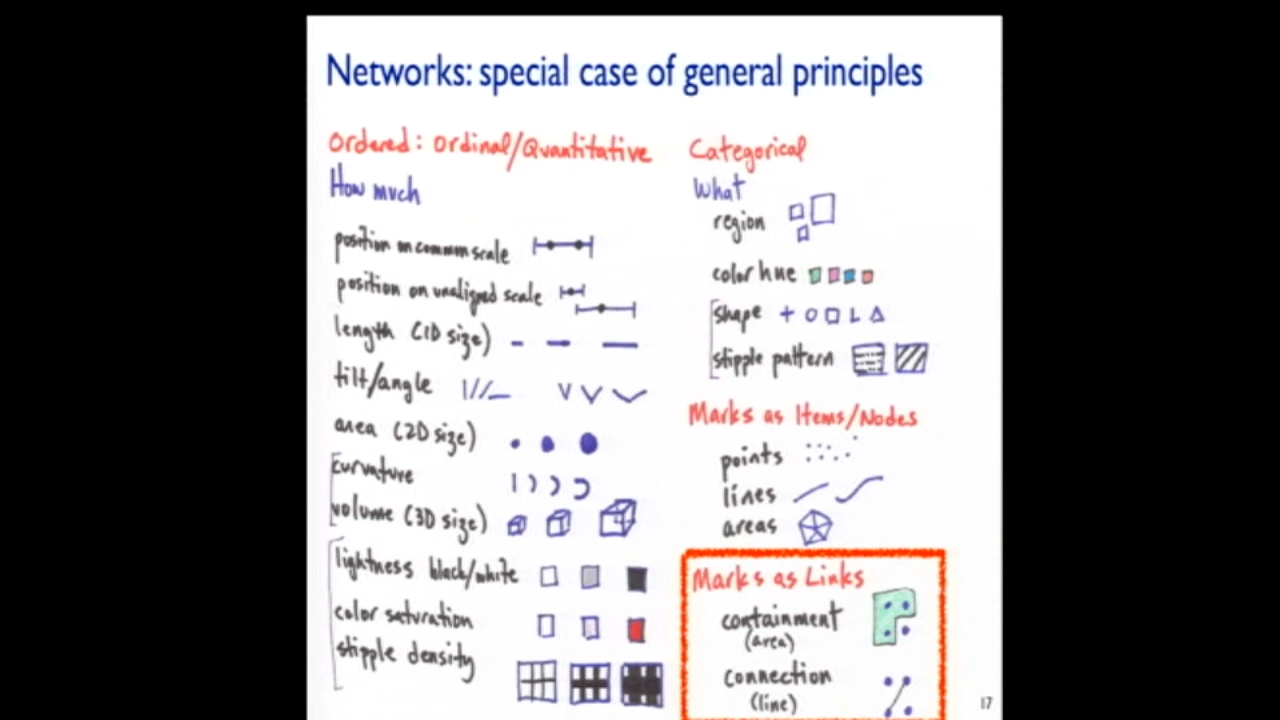 Networks: special case of general principles
Ordered: Ordinal/Quantitative
How much
position on common scale
position on unaligned scale
length (1D size)
tilt/angle
area (2D size)
curvature
volume (3D size)
lightness black/white
color saturation
stipple density
Categorical
What
region
color hue
shape
stipple pattern
Marks as Items/Nodes
points
lines
areas
Marks as Links
containment
(area)
connection
(line)
17